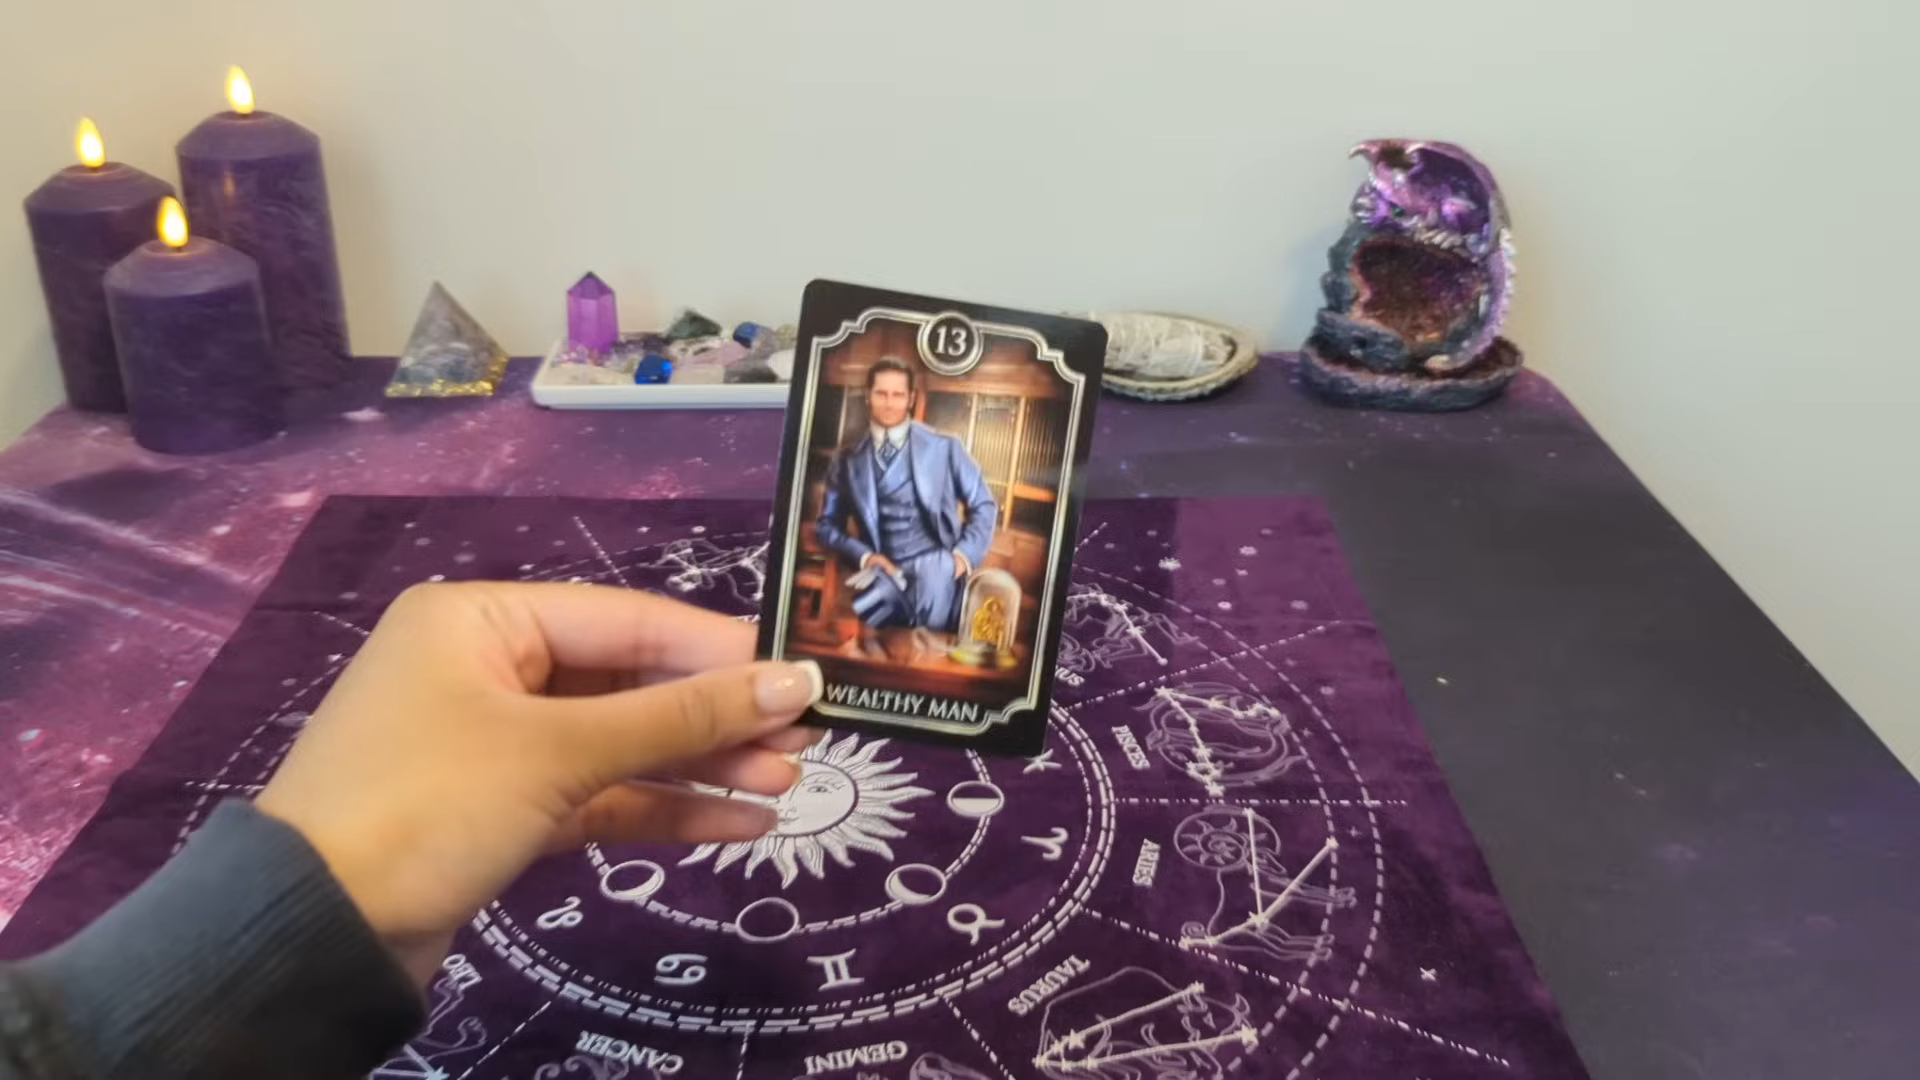 13
WEALTHY MAN
PISCES
ARIES
TAURUS
GEMINI
CANCER
LEO